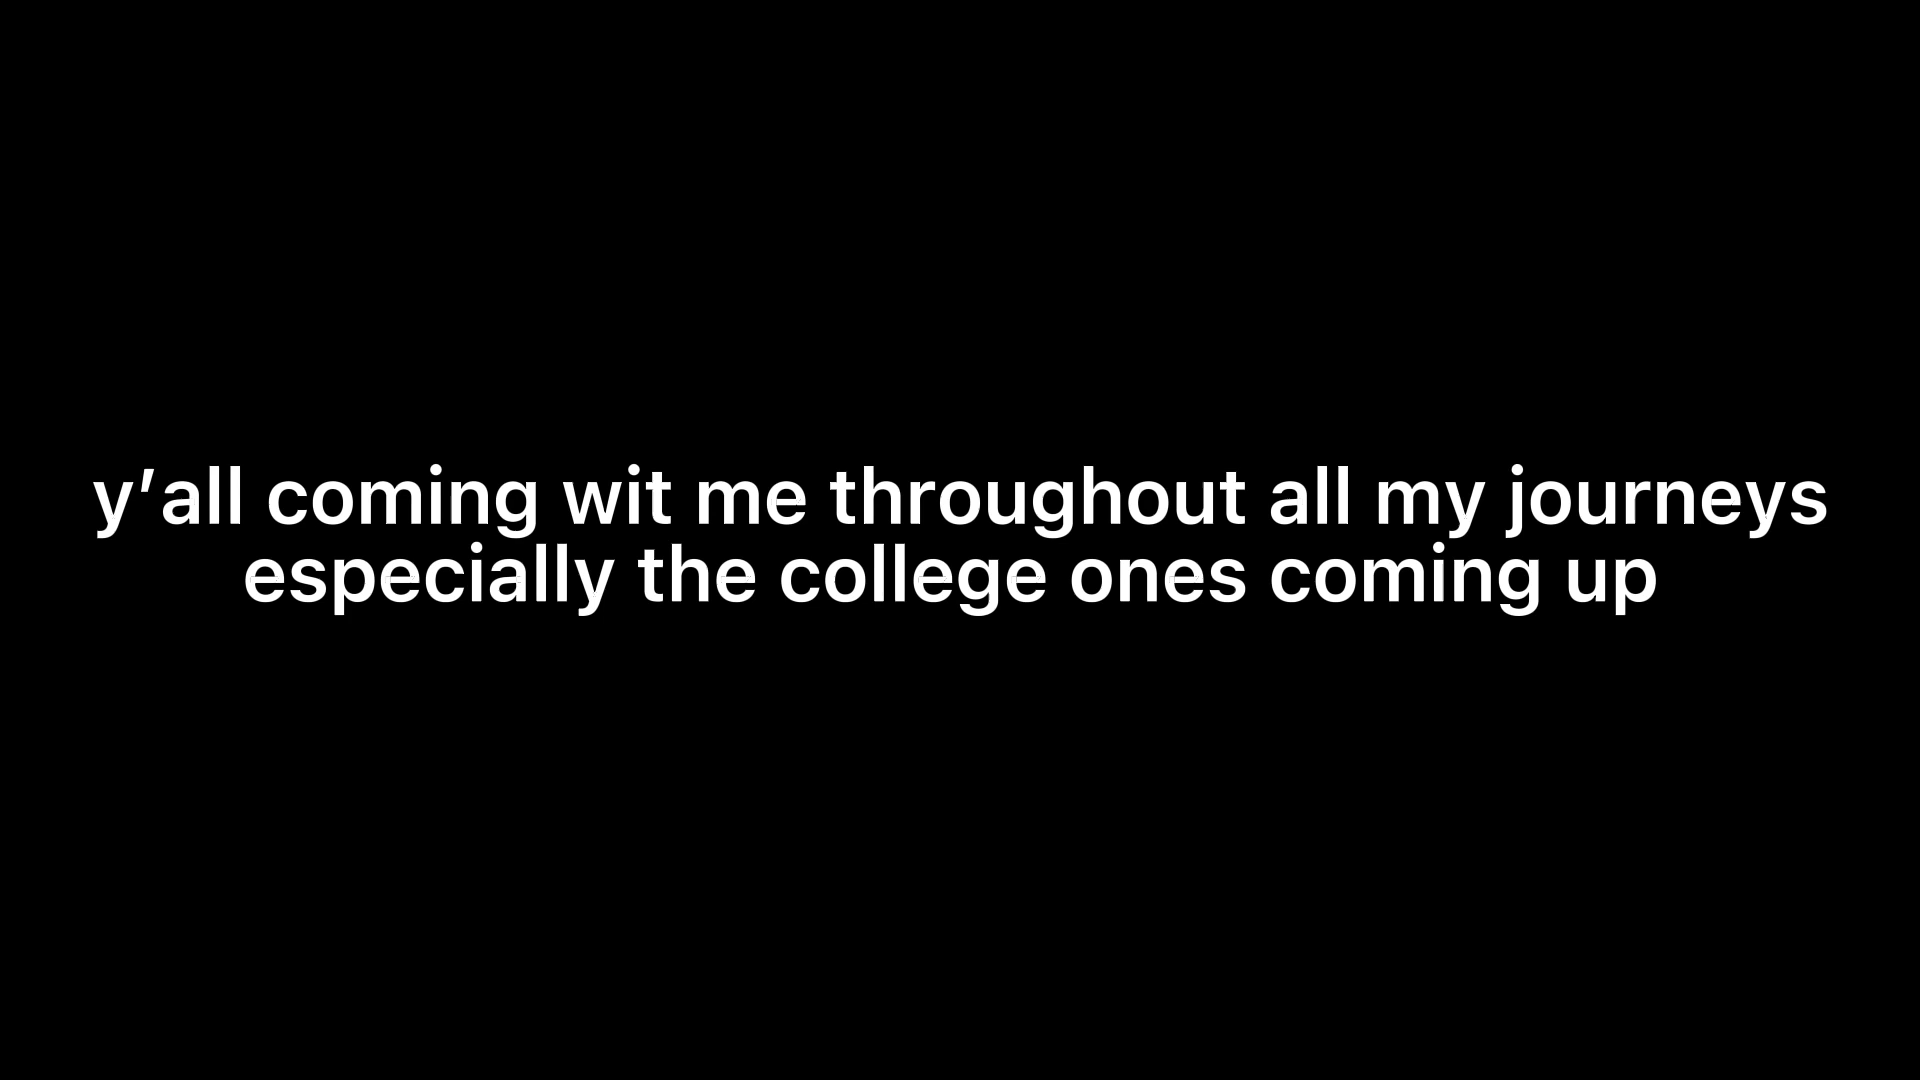 y’all coming wit me throughout all my journeys
especially the college ones coming up